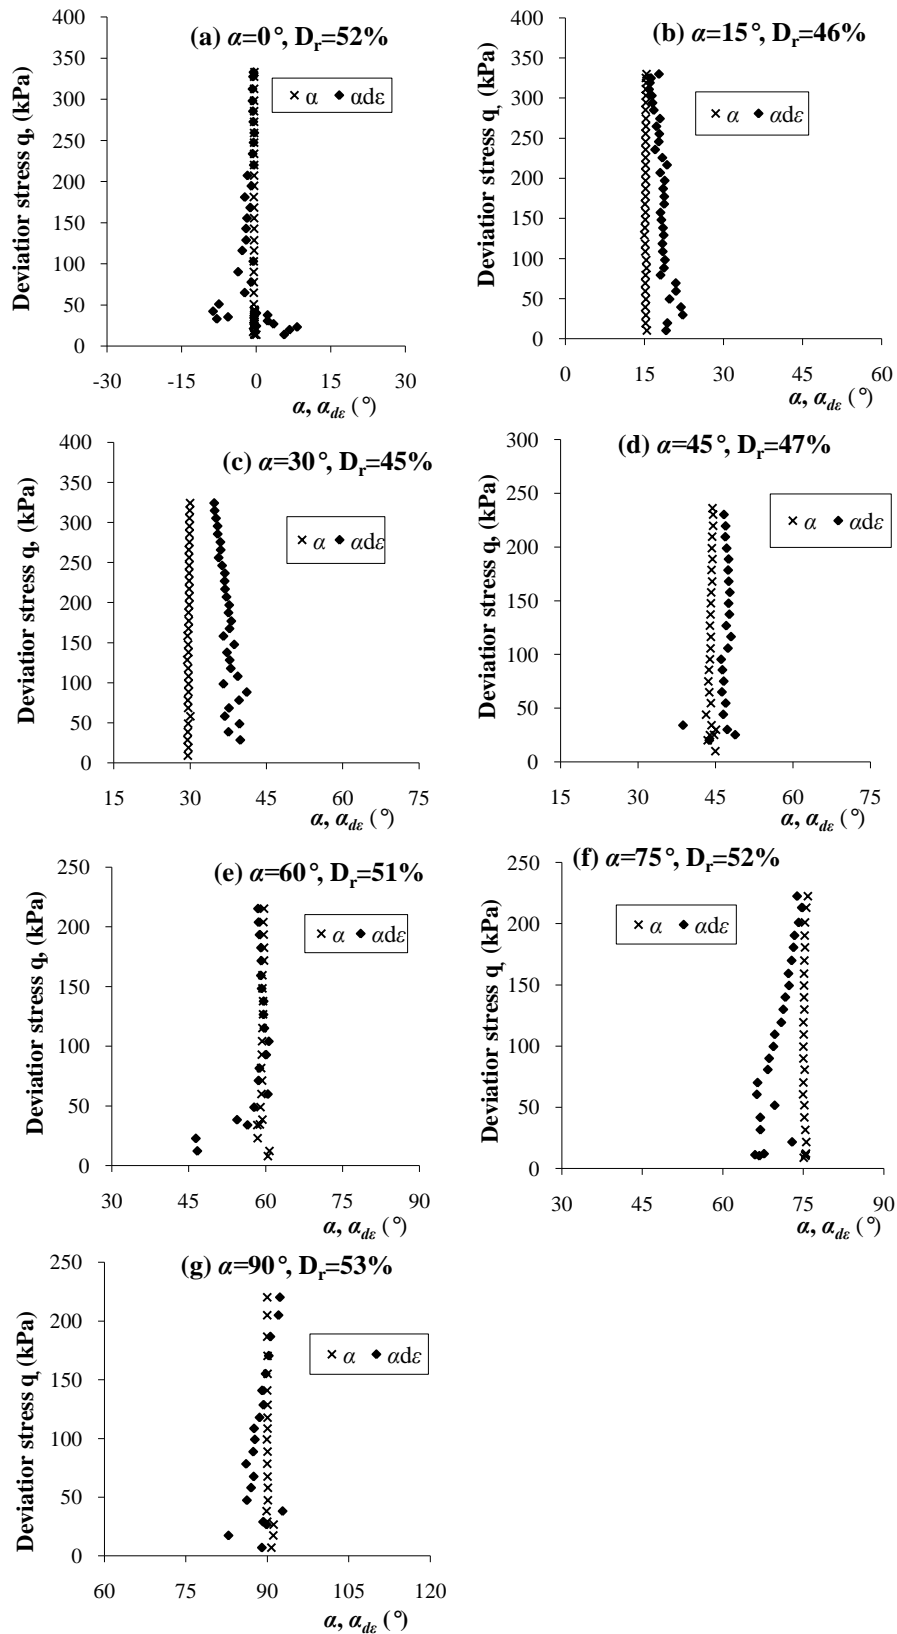 (a) α=0°, Dr=52%
Deviatior stress q, (kPa)
400
350
300
250
200
150
100
50
0
× α ◆ αdε
-30 -15 0 15 30
α, αdε (°)
(b) α=15°, Dr=46%
Deviatior stress q, (kPa)
400
350
300
250
200
150
100
50
0
× α ◆ αdε
0 15 30 45 60
α, αdε (°)
(c) α=30°, Dr=45%
Deviatior stress q, (kPa)
400
350
300
250
200
150
100
50
0
× α ◆ αdε
15 30 45 60 75
α, αdε (°)
(d) α=45°, Dr=47%
Deviatior stress q, (kPa)
300
250
200
150
100
50
0
× α ◆ αdε
15 30 45 60 75
α, αdε (°)
(e) α=60°, Dr=51%
Deviatior stress q, (kPa)
250
200
150
100
50
0
× α ◆ αdε
30 45 60 75 90
α, αdε (°)
(f) α=75°, Dr=52%
Deviatior stress q, (kPa)
250
200
150
100
50
0
× α ◆ αdε
30 45 60 75 90
α, αdε (°)
(g) α=90°, Dr=53%
Deviatior stress q, (kPa)
250
200
150
100
50
0
× α ◆ αdε
60 75 90 105 120
α, αdε (°)